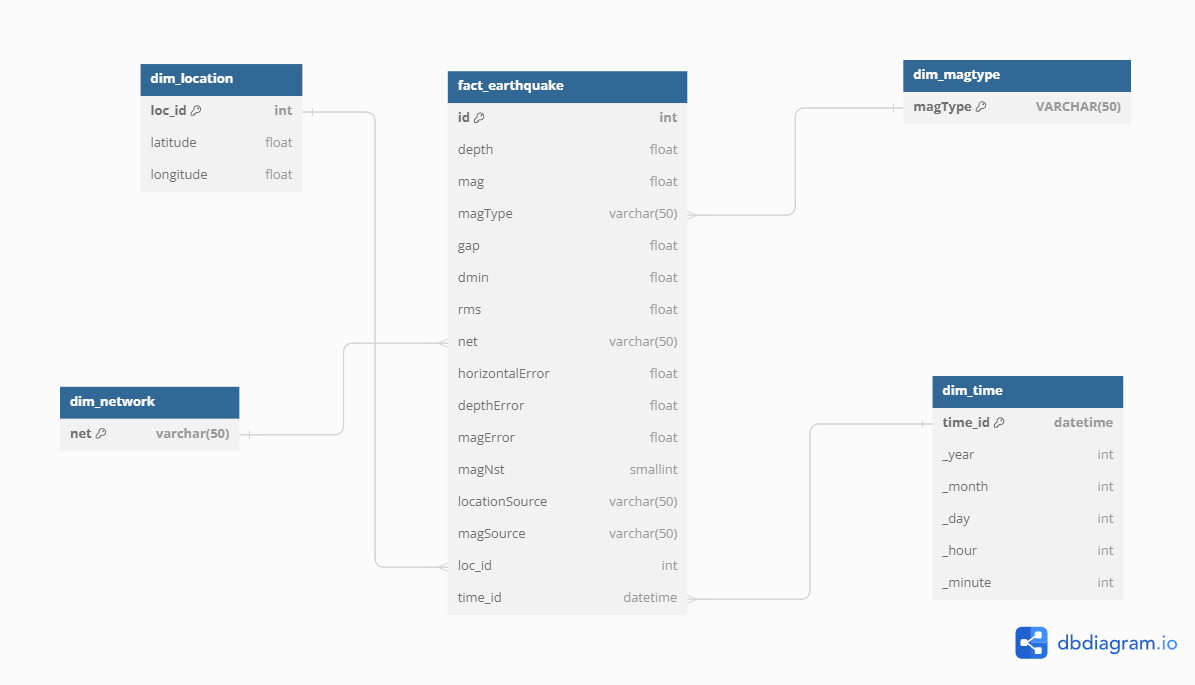 dim_location
loc_id int
latitude float
longitude float
fact_earthquake
id int
depth float
mag float
magType varchar(50)
gap float
dmin float
rms float
net varchar(50)
horizontalError float
depthError float
magError float
magNst smallint
locationSource varchar(50)
magSource varchar(50)
loc_id int
time_id datetime
dim_magtype
magType VARCHAR(50)
dim_network
net varchar(50)
dim_time
time_id datetime
_year int
_month int
_day int
_hour int
_minute int
dbdiagram.io